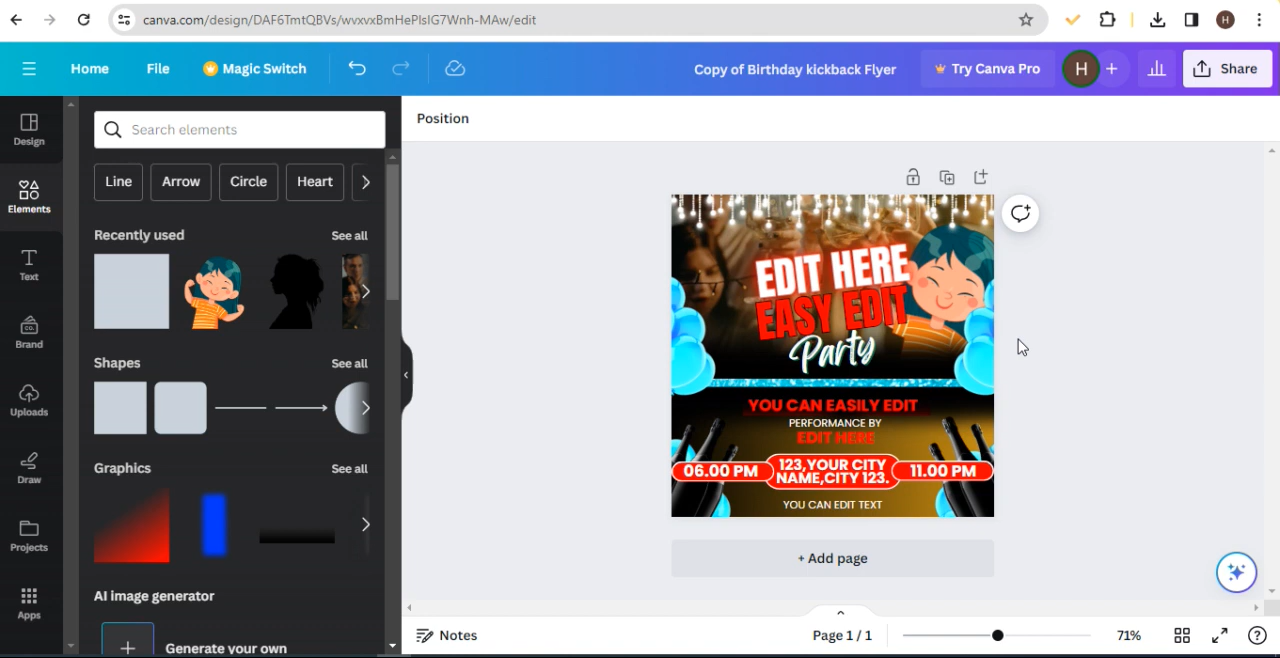 canva.com/design/DAF6TmtQBVs/wvxvxBmHePlsIG7Wnh-MAw/edit
H
Home
File
Magic Switch
Copy of Birthday kickback Flyer
Try Canva Pro
H
+
Share
Design
Elements
Text
Brand
Uploads
Draw
Projects
Apps
Search elements
Line
Arrow
Circle
Heart
Recently used
See all
Shapes
See all
Graphics
See all
AI image generator
Generate your own
Position
EDIT HERE
EASY EDIT
Party
YOU CAN EASILY EDIT
PERFORMANCE BY
EDIT HERE
06.00 PM
123,YOUR CITY
NAME,CITY 123.
11.00 PM
YOU CAN EDIT TEXT
+ Add page
Notes
Page 1 / 1
71%